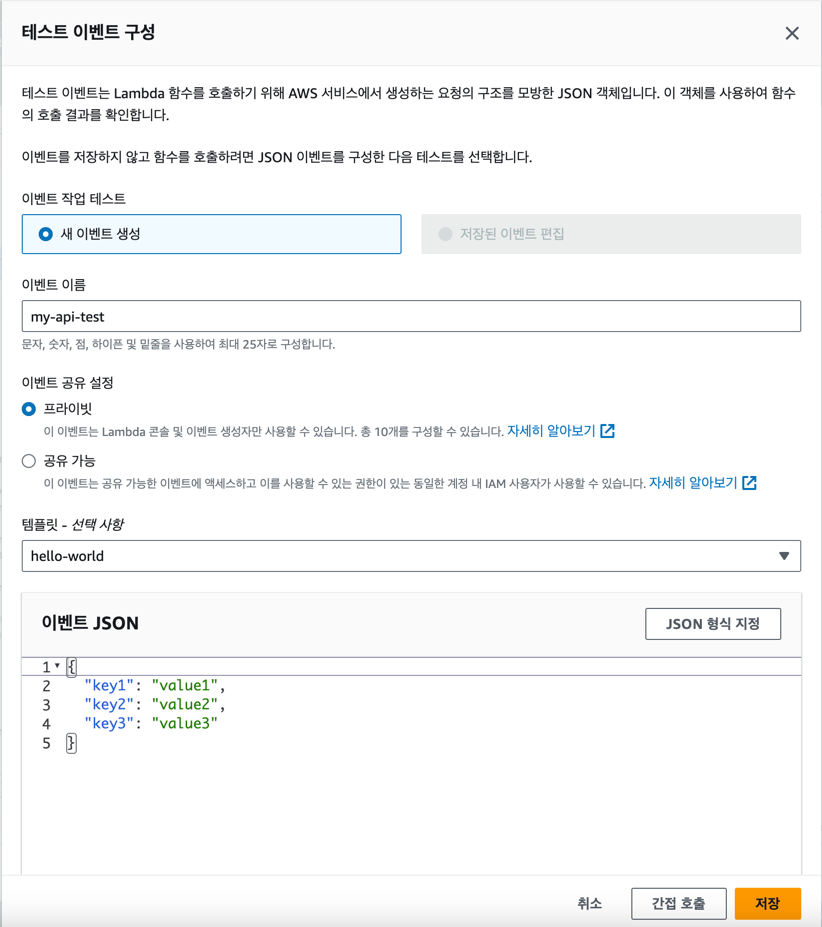 테스트 이벤트 구성
테스트 이벤트는 Lambda 함수를 호출하기 위해 AWS 서비스에서 생성하는 요청의 구조를 모방한 JSON 객체입니다. 이 객체를 사용하여 함수
의 호출 결과를 확인합니다.
이벤트를 저장하지 않고 함수를 호출하려면 JSON 이벤트를 구성한 다음 테스트를 선택합니다.
이벤트 작업 테스트
새 이벤트 생성
저장된 이벤트 편집
이벤트 이름
my-api-test
문자, 숫자, 점, 하이픈 및 밑줄을 사용하여 최대 25자로 구성합니다.
이벤트 공유 설정
프라이빗
이 이벤트는 Lambda 콘솔 및 이벤트 생성자만 사용할 수 있습니다. 총 10개를 구성할 수 있습니다. 자세히 알아보기
공유 가능
이 이벤트는 공유 가능한 이벤트에 액세스하고 이를 사용할 수 있는 권한이 있는 동일한 계정 내 IAM 사용자가 사용할 수 있습니다. 자세히 알아보기
템플릿 - 선택 사항
hello-world
이벤트 JSON
JSON 형식 지정
1 {
2 "key1": "value1",
3 "key2": "value2",
4 "key3": "value3"
5 }
취소
간접 호출
저장